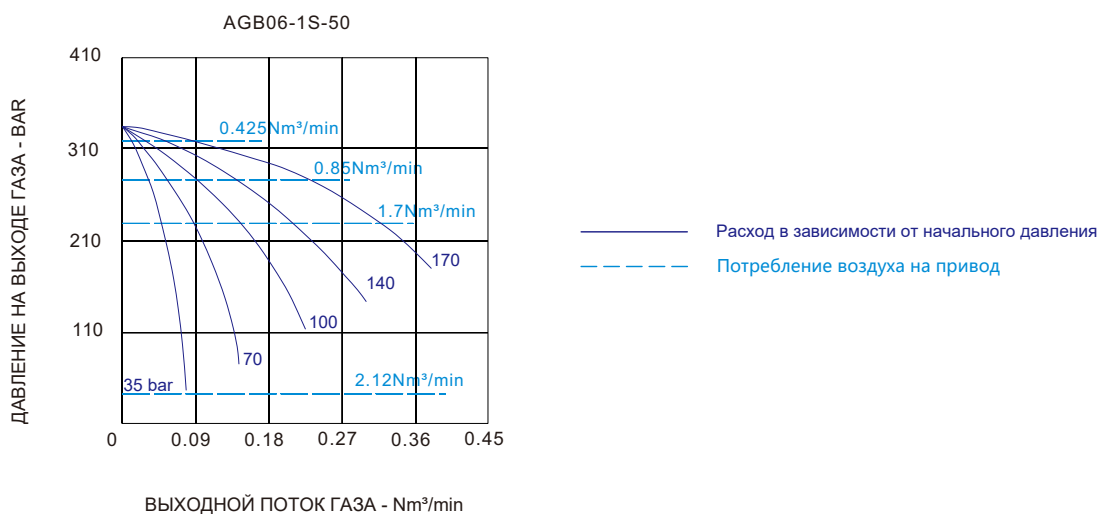 AGB06-1S-50
ДАВЛЕНИЕ НА ВЫХОДЕ ГАЗА - BAR
410
310
210
110
0.425Nm³/min
0.85Nm³/min
1.7Nm³/min
170
140
100
70
35 bar
2.12Nm³/min
0
0.09
0.18
0.27
0.36
0.45
ВЫХОДНОЙ ПОТОК ГАЗА - Nm³/min
Расход в зависимости от начального давления
Потребление воздуха на привод